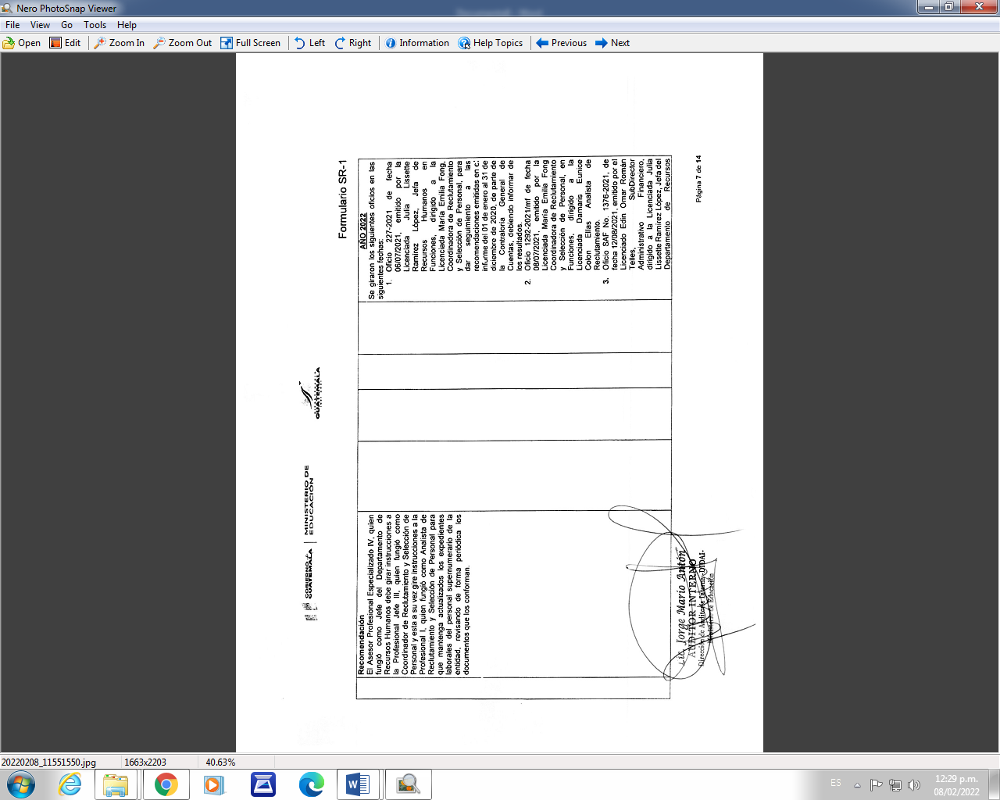 Nero PhotoSnap Viewer
File View Go Tools Help
Open Edit Zoom In Zoom Out Full Screen Left Right Information Help Topics Previous Next
GOBIERNO de
GUATEMALA
MINISTERIO DE
EDUCACIÓN
GUATEMALA
Formulario SR-1
Recomendación
El Asesor Profesional Especializado IV, quien
fungió como Jefe del Departamento de
Recursos Humanos debe girar instrucciones a
la Profesional Jefe III, quien fungió como
Coordinador de Reclutamiento y Selección de
Personal y esta a su vez gire instrucciones a la
Profesional I, quien fungió como Analista de
Reclutamiento y Selección de Personal para
que mantenga actualizados los expedientes
laborales del personal supernumerario de la
entidad, revisando de forma periódica los
documentos que los conforman.
AÑO 2022
Se giraron los siguientes oficios en las
siguientes fechas:
1. Oficio 227-2021 de fecha
06/07/2021, emitido por la
Licenciada Julia Lissette
Ramírez López, Jefa de
Recursos Humanos en
Funciones, dirigido a la
Licenciada María Emilia Fong,
Coordinadora de Reclutamiento
y Selección de Personal, para
dar seguimiento a las
recomendaciones emitidas en
informe del 01 de enero al 31 de
diciembre de 2020, de parte de
la Contraloría General de
Cuentas, debiendo informar de
los resultados.
2. Oficio 1292-2021/mf de fecha
08/07/2021, emitido por la
Licenciada María Emilia Fong
Coordinadora de Reclutamiento
y Selección de Personal, en
Funciones, dirigido a la
Licenciada Damaris Eunice
Colon Elías Analista de
Reclutamiento.
3. Oficio SAF No. 1376-2021, de
fecha 12/08/2021, emitido por el
Licenciado Edin Omar Román
Telles, SubDirector
Administrativo Financiero,
dirigido a la Licenciada Julia
Lissette Ramírez López, Jefa del
Departamento de Recursos
Lic. Jorge Mario Antón
AUDITOR INTERNO
Dirección de Auditoría Interna -DIDAI-
Ministerio de Educación
Página 7 de 14
20220208_11551550.jpg 1663x2203 40.63%
ES
12:29 p.m.
08/02/2022